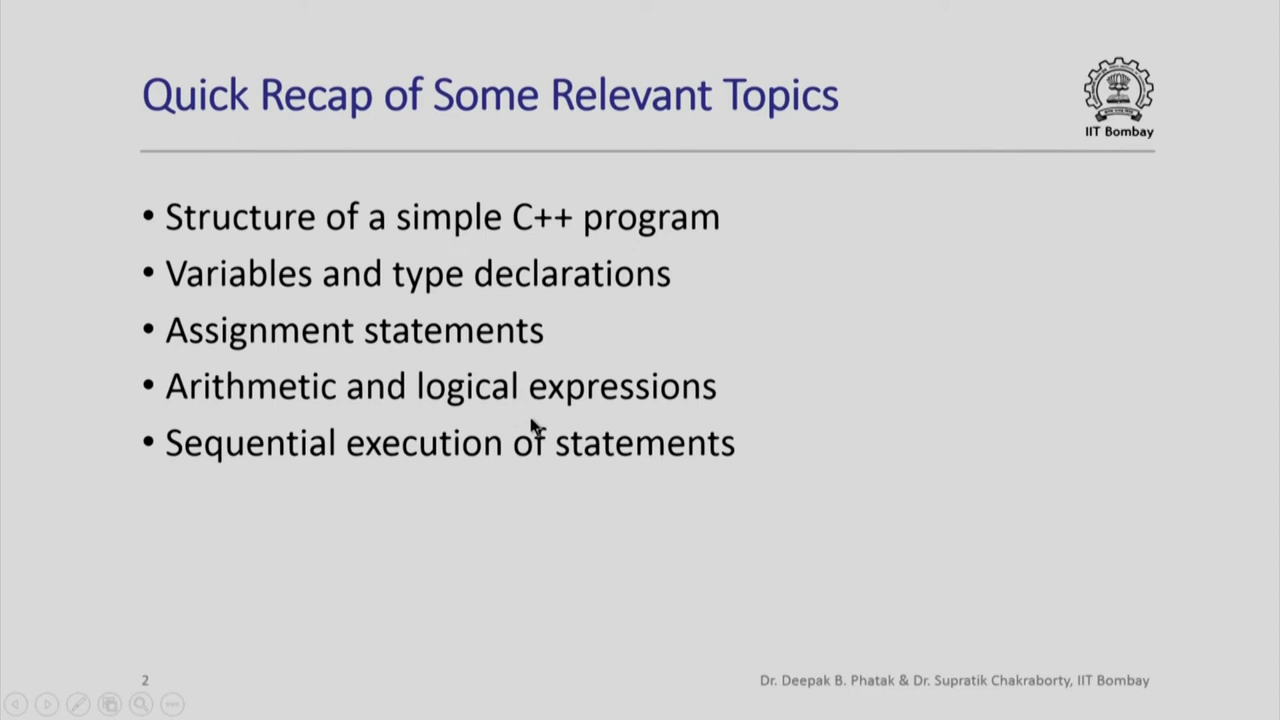 Quick Recap of Some Relevant Topics
IIT Bombay
• Structure of a simple C++ program
• Variables and type declarations
• Assignment statements
• Arithmetic and logical expressions
• Sequential execution of statements
2
Dr. Deepak B. Phatak & Dr. Supratik Chakraborty, IIT Bombay